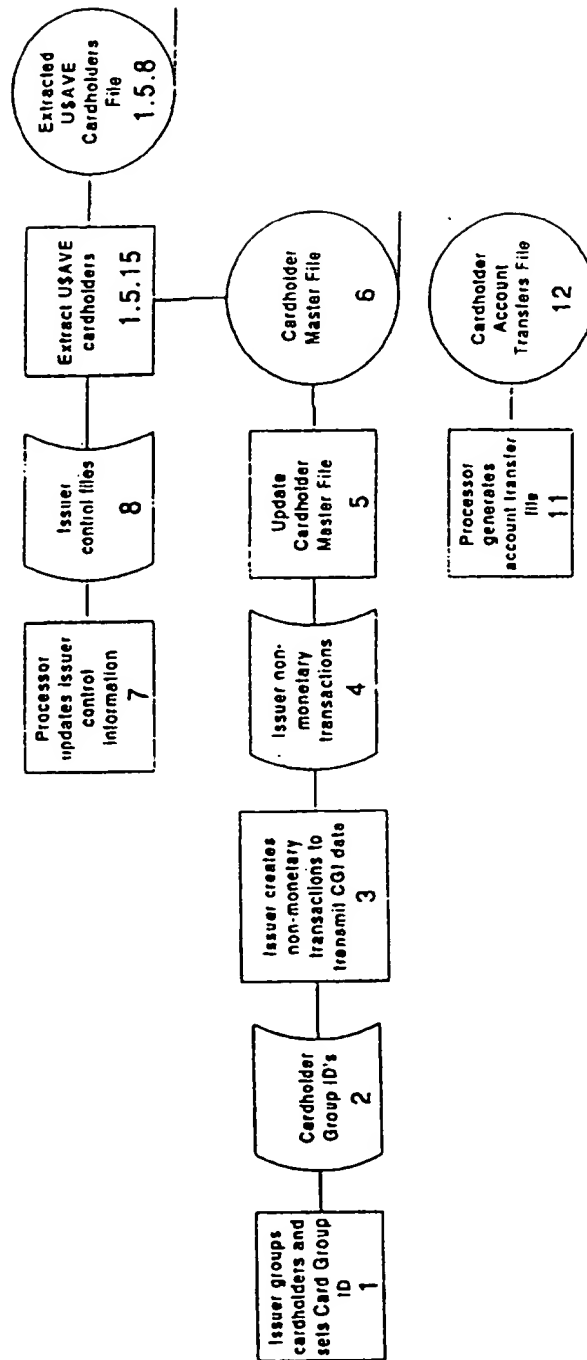 Processor
updates Issuer
control
information
7
Issuer
control files
8
Extract U$AVE
cardholders
1.5.15
Extracted
U$AVE
Cardholders
File
1.5.8
Issuer groups
cardholders and
sets Card Group
ID
1
Cardholder
Group ID's
2
Issuer creates
non-monetary
transactions to
transmit CGI data
3
Issuer non-
monetary
transactions
4
Update
Cardholder
Master File
5
Cardholder
Master File
6
Processor
generates
account transfer
file
11
Cardholder
Account
Transfers File
12